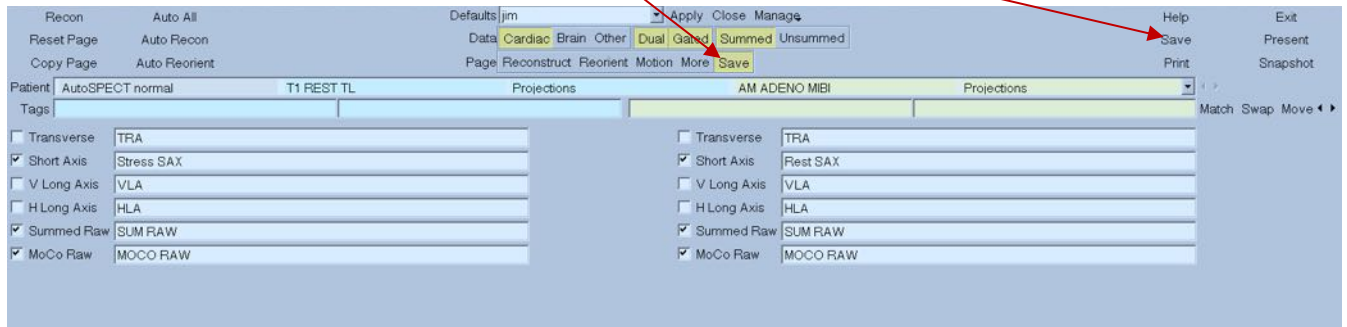 Recon Auto All Defaults jim Apply Close Manage Help Exit
Reset Page Auto Recon Data Cardiac Brain Other Dual Gated Summed Unsummed Save Present
Copy Page Auto Reorient Page Reconstruct Reorient Motion More Save Print Snapshot
Patient AutoSPECT normal T1 REST TL Projections AM ADENO MIBI Projections
Tags Match Swap Move
Transverse TRA Transverse TRA
Short Axis Stress SAX Short Axis Rest SAX
V Long Axis VLA V Long Axis VLA
H Long Axis HLA H Long Axis HLA
Summed Raw SUM RAW Summed Raw SUM RAW
MoCo Raw MOCO RAW MoCo Raw MOCO RAW